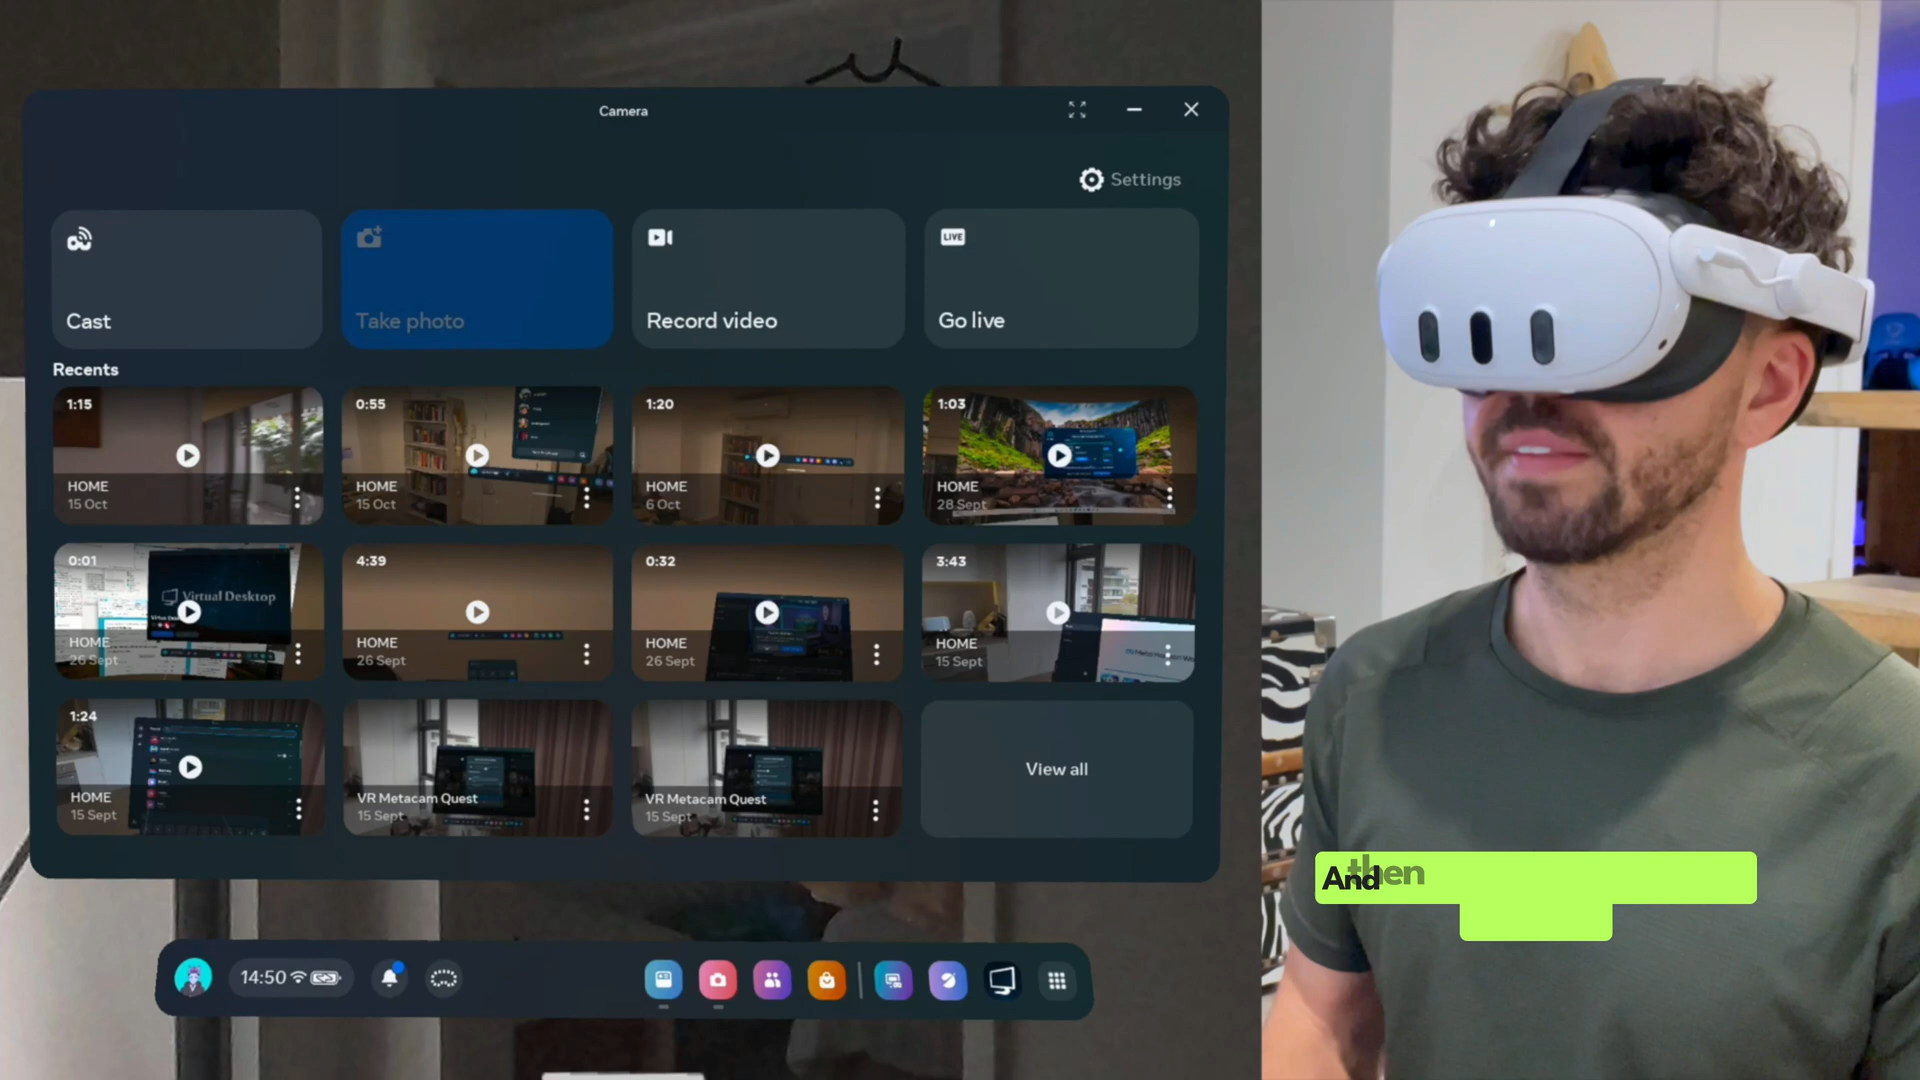 Camera
Settings
Cast
Take photo
Record video
LIVE
Go live
Recents
1:15
HOME
15 Oct
0:55
HOME
15 Oct
1:20
HOME
6 Oct
1:03
HOME
28 Sept
0:01
Virtual Desktop
HOME
26 Sept
4:39
HOME
26 Sept
0:32
HOME
26 Sept
3:43
HOME
15 Sept
1:24
HOME
15 Sept
VR Metacam Quest
15 Sept
VR Metacam Quest
15 Sept
View all
14:50
And then